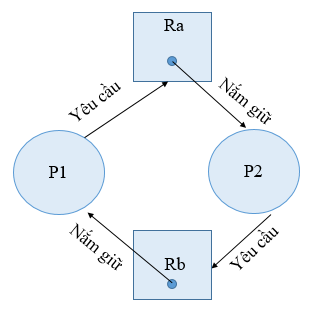 Ra
Yêu cầu
Nắm giữ
P1
P2
Nắm giữ
Rb
Yêu cầu